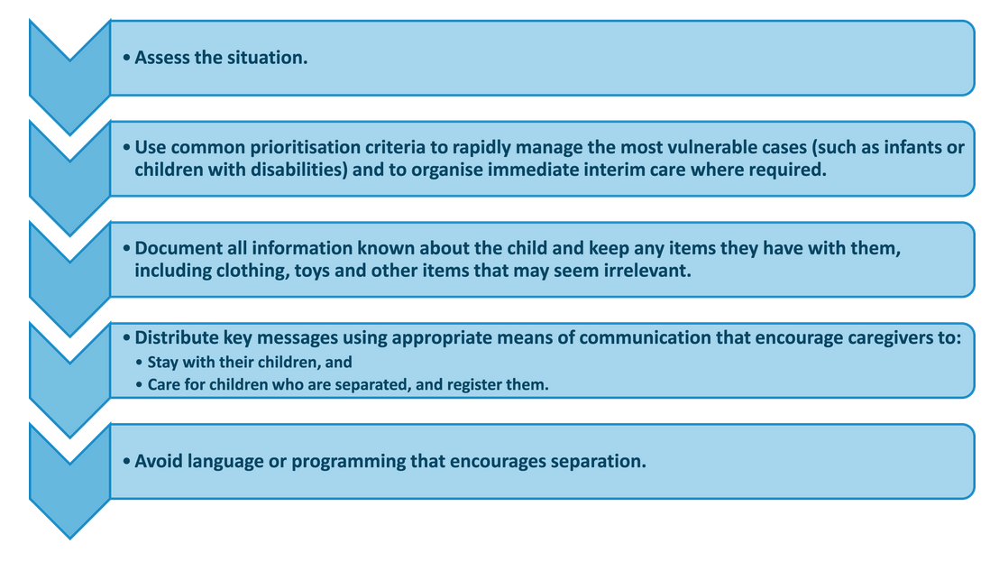 • Assess the situation.
• Use common prioritisation criteria to rapidly manage the most vulnerable cases (such as infants or
children with disabilities) and to organise immediate interim care where required.
• Document all information known about the child and keep any items they have with them,
including clothing, toys and other items that may seem irrelevant.
• Distribute key messages using appropriate means of communication that encourage caregivers to:
• Stay with their children, and
• Care for children who are separated, and register them.
• Avoid language or programming that encourages separation.